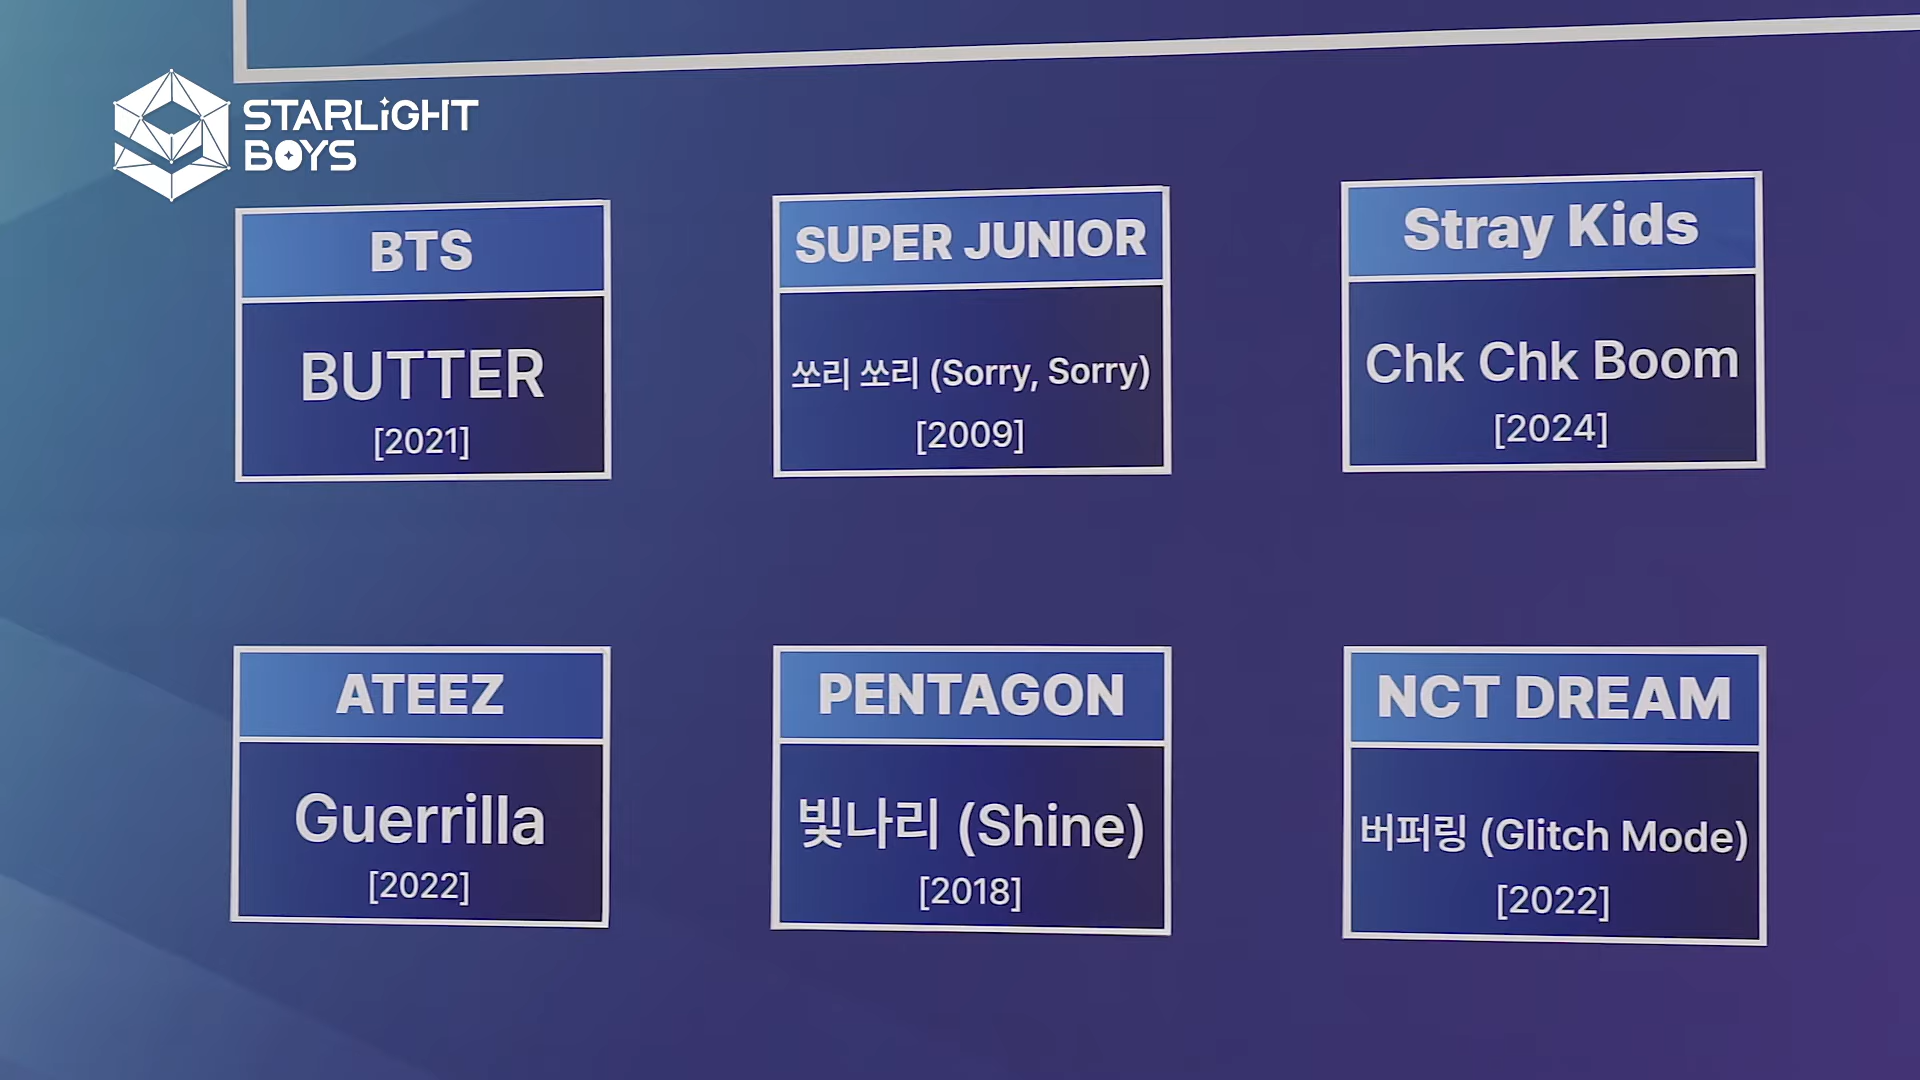 STARLiGHT
BOYS
BTS
BUTTER
[2021]
SUPER JUNIOR
쏘리 쏘리 (Sorry, Sorry)
[2009]
Stray Kids
Chk Chk Boom
[2024]
ATEEZ
Guerrilla
[2022]
PENTAGON
빛나리 (Shine)
[2018]
NCT DREAM
버퍼링 (Glitch Mode)
[2022]